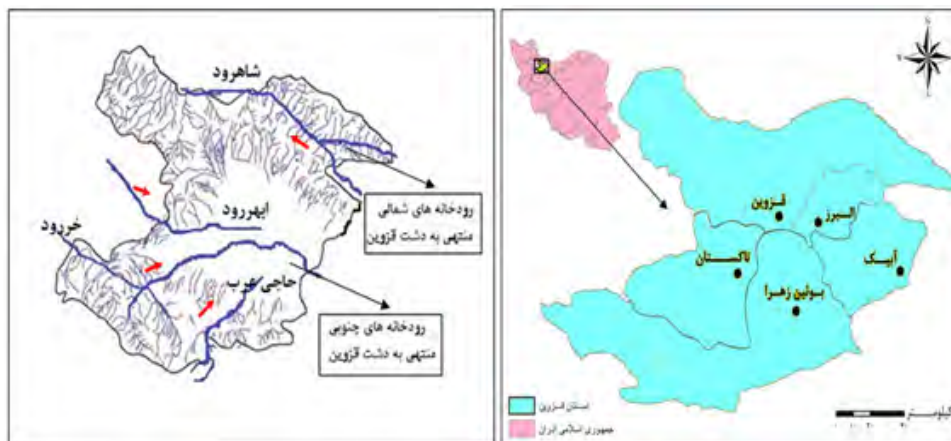 شاهرود
ابهررود
خررود
حاجی عرب
رودخانه های شمالی
منتهی به دشت قزوین
رودخانه های جنوبی
منتهی به دشت قزوین
قزوین
البرز
آبیک
تاکستان
بوئین زهرا
استان قزوین
جمهوری اسلامی ایران
کیلومتر